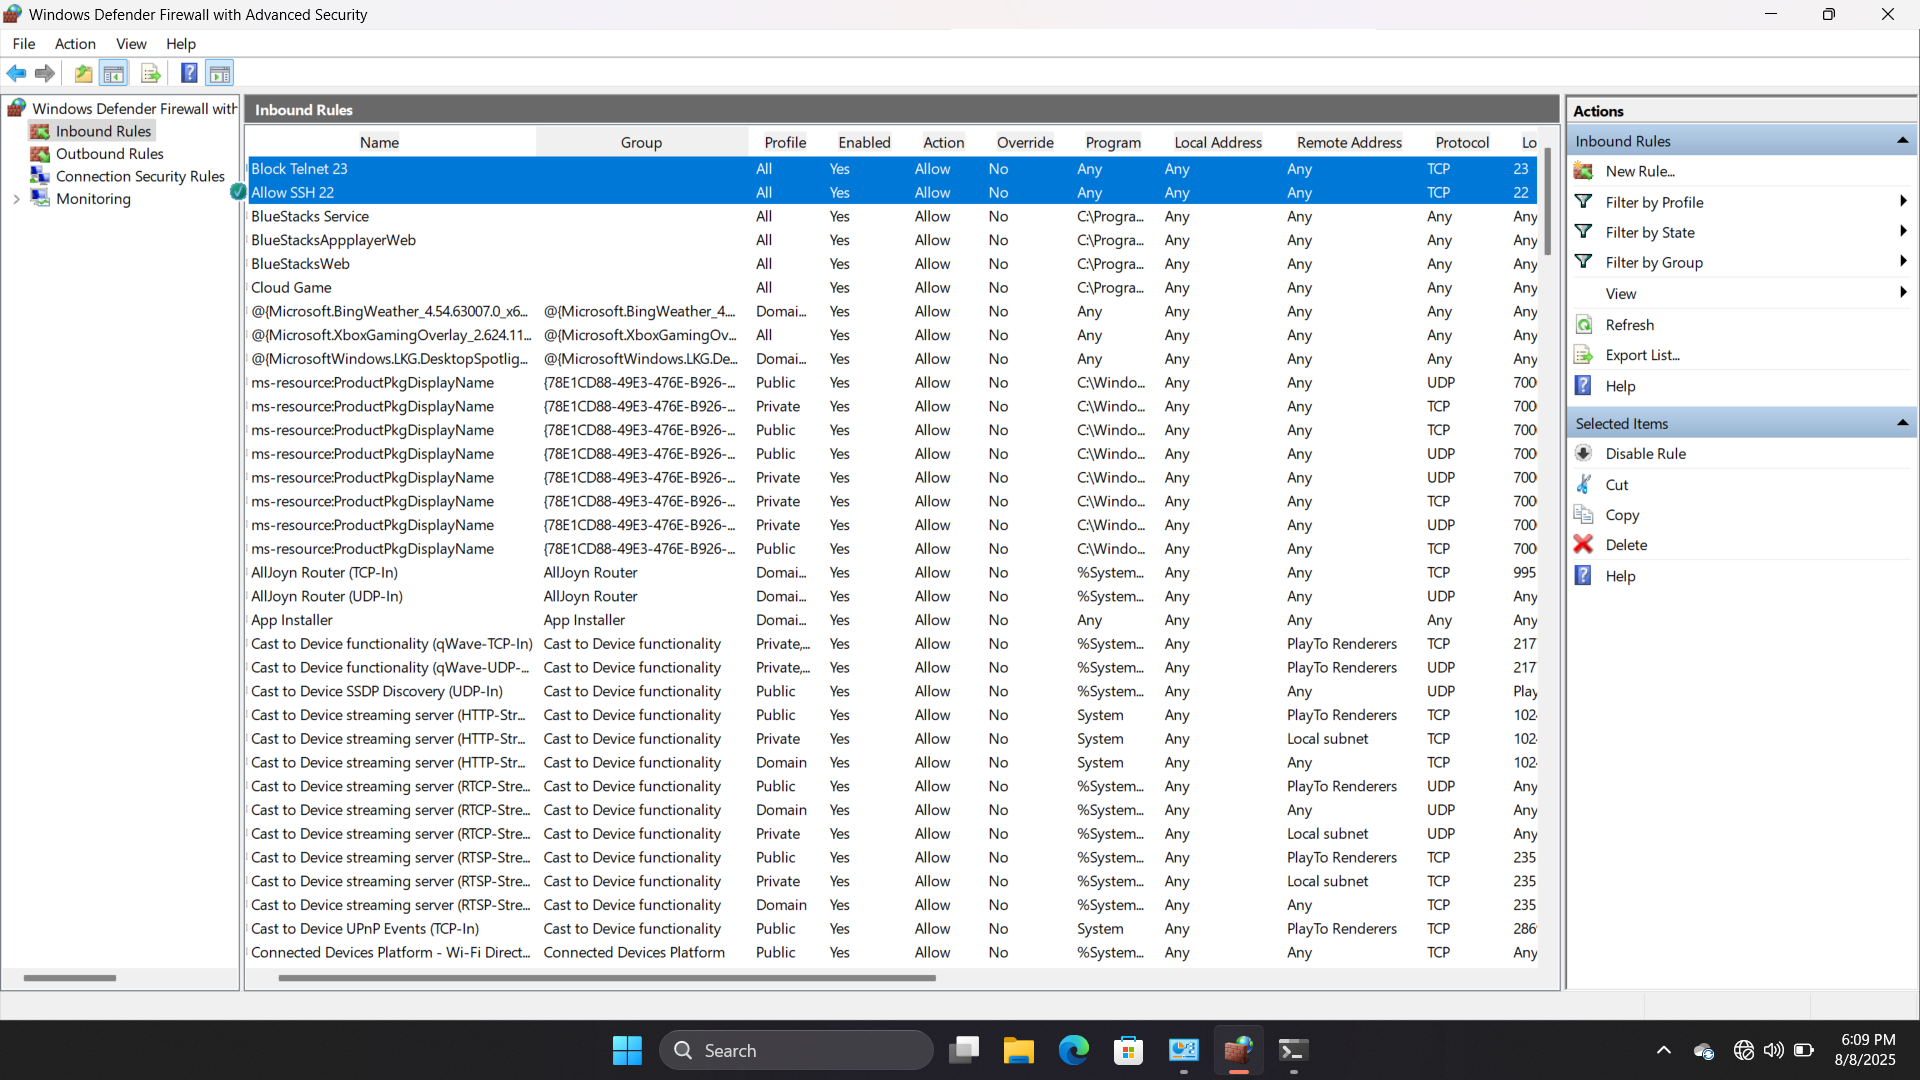 Windows Defender Firewall with Advanced Security
File Action View Help
Windows Defender Firewall with
Inbound Rules
Outbound Rules
Connection Security Rules
Monitoring
Inbound Rules
Name Group Profile Enabled Action Override Program Local Address Remote Address Protocol Lo
Block Telnet 23 All Yes Allow No Any Any Any TCP 23
Allow SSH 22 All Yes Allow No Any Any Any TCP 22
BlueStacks Service All Yes Allow No C:\Progra... Any Any Any Any
BlueStacksAppplayerWeb All Yes Allow No C:\Progra... Any Any Any Any
BlueStacksWeb All Yes Allow No C:\Progra... Any Any Any Any
Cloud Game All Yes Allow No C:\Progra... Any Any Any Any
@{Microsoft.BingWeather_4.54.63007.0_x6... @{Microsoft.BingWeather_4.... Domai... Yes Allow No Any Any Any Any Any
@{Microsoft.XboxGamingOverlay_2.624.11... @{Microsoft.XboxGamingOv... All Yes Allow No Any Any Any Any Any
@{MicrosoftWindows.LKG.DesktopSpotlig... @{MicrosoftWindows.LKG.De... Domai... Yes Allow No Any Any Any Any Any
ms-resource:ProductPkgDisplayName {78E1CD88-49E3-476E-B926-... Public Yes Allow No C:\Windo... Any Any UDP 700
ms-resource:ProductPkgDisplayName {78E1CD88-49E3-476E-B926-... Private Yes Allow No C:\Windo... Any Any TCP 700
ms-resource:ProductPkgDisplayName {78E1CD88-49E3-476E-B926-... Public Yes Allow No C:\Windo... Any Any TCP 700
ms-resource:ProductPkgDisplayName {78E1CD88-49E3-476E-B926-... Public Yes Allow No C:\Windo... Any Any UDP 700
ms-resource:ProductPkgDisplayName {78E1CD88-49E3-476E-B926-... Private Yes Allow No C:\Windo... Any Any UDP 700
ms-resource:ProductPkgDisplayName {78E1CD88-49E3-476E-B926-... Private Yes Allow No C:\Windo... Any Any TCP 700
ms-resource:ProductPkgDisplayName {78E1CD88-49E3-476E-B926-... Private Yes Allow No C:\Windo... Any Any UDP 700
ms-resource:ProductPkgDisplayName {78E1CD88-49E3-476E-B926-... Public Yes Allow No C:\Windo... Any Any TCP 700
AllJoyn Router (TCP-In) AllJoyn Router Domai... Yes Allow No %System... Any Any TCP 995
AllJoyn Router (UDP-In) AllJoyn Router Domai... Yes Allow No %System... Any Any UDP Any
App Installer App Installer Domai... Yes Allow No Any Any Any Any Any
Cast to Device functionality (qWave-TCP-In) Cast to Device functionality Private,... Yes Allow No %System... Any PlayTo Renderers TCP 217
Cast to Device functionality (qWave-UDP-... Cast to Device functionality Private,... Yes Allow No %System... Any PlayTo Renderers UDP 217
Cast to Device SSDP Discovery (UDP-In) Cast to Device functionality Public Yes Allow No %System... Any Any UDP Play
Cast to Device streaming server (HTTP-Str... Cast to Device functionality Public Yes Allow No System Any PlayTo Renderers TCP 102
Cast to Device streaming server (HTTP-Str... Cast to Device functionality Private Yes Allow No System Any Local subnet TCP 102
Cast to Device streaming server (HTTP-Str... Cast to Device functionality Domain Yes Allow No System Any Any TCP 102
Cast to Device streaming server (RTCP-Stre... Cast to Device functionality Public Yes Allow No %System... Any PlayTo Renderers UDP Any
Cast to Device streaming server (RTCP-Stre... Cast to Device functionality Domain Yes Allow No %System... Any Any UDP Any
Cast to Device streaming server (RTCP-Stre... Cast to Device functionality Private Yes Allow No %System... Any Local subnet UDP Any
Cast to Device streaming server (RTSP-Stre... Cast to Device functionality Public Yes Allow No %System... Any PlayTo Renderers TCP 235
Cast to Device streaming server (RTSP-Stre... Cast to Device functionality Private Yes Allow No %System... Any Local subnet TCP 235
Cast to Device streaming server (RTSP-Stre... Cast to Device functionality Domain Yes Allow No %System... Any Any TCP 235
Cast to Device UPnP Events (TCP-In) Cast to Device functionality Public Yes Allow No System Any PlayTo Renderers TCP 286
Connected Devices Platform - Wi-Fi Direct... Connected Devices Platform Public Yes Allow No %System... Any Any TCP Any
Actions
Inbound Rules
New Rule...
Filter by Profile
Filter by State
Filter by Group
View
Refresh
Export List...
Help
Selected Items
Disable Rule
Cut
Copy
Delete
Help
Search
6:09 PM
8/8/2025